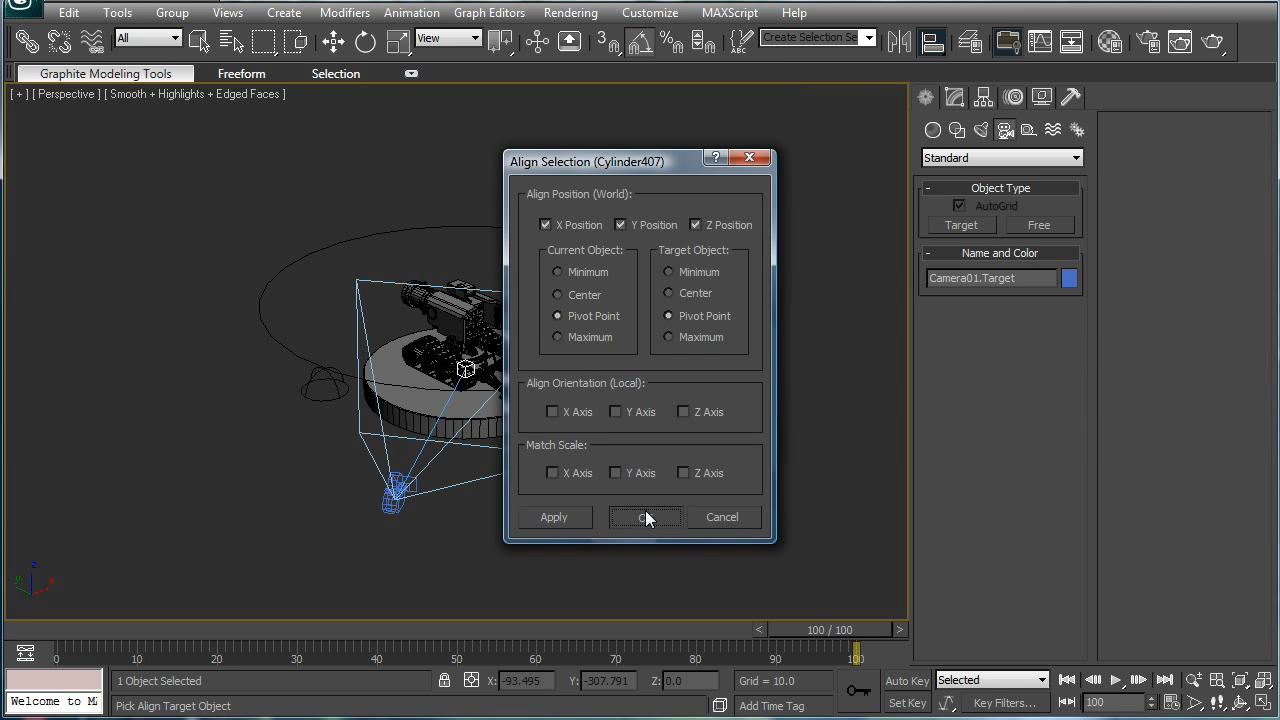 Edit Tools Group Views Create Modifiers Animation Graph Editors Rendering Customize MAXScript Help
All View Create Selection Se
Graphite Modeling Tools Freeform Selection
[ + ] [ Perspective ] [ Smooth + Highlights + Edged Faces ]
Standard
- Object Type
AutoGrid
Target Free
- Name and Color
Camera01.Target
Align Selection (Cylinder407)
Align Position (World):
X Position Y Position Z Position
Current Object: Target Object:
Minimum Minimum
Center Center
Pivot Point Pivot Point
Maximum Maximum
Align Orientation (Local):
X Axis Y Axis Z Axis
Match Scale:
X Axis Y Axis Z Axis
Apply Cancel
z
y x
< 100 / 100 >
0 10 20 30 40 50 60 70 80 90 100
1 Object Selected X: -93.495 Y: -307.791 Z: 0.0 Grid = 10.0 Auto Key Selected
Welcome to MA Pick Align Target Object Add Time Tag Set Key Key Filters... 100